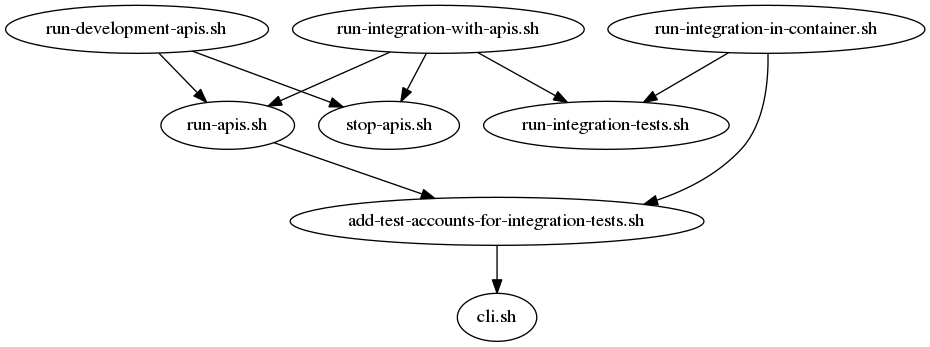 run-development-apis.sh
run-integration-with-apis.sh
run-integration-in-container.sh
run-apis.sh
stop-apis.sh
run-integration-tests.sh
add-test-accounts-for-integration-tests.sh
cli.sh